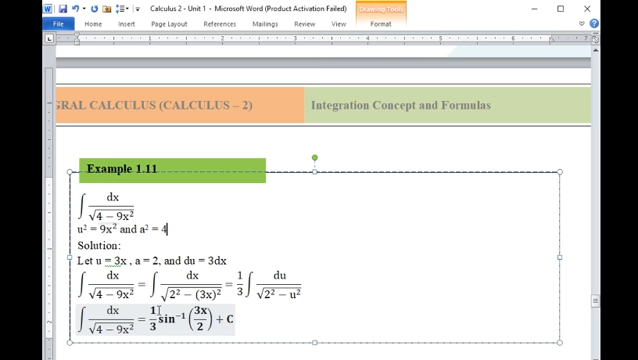 Calculus 2 - Unit 1 - Microsoft Word (Product Activation Failed)
Drawing Tools
File Home Insert Page Layout References Mailings Review View Format
GRAL CALCULUS (CALCULUS – 2)
Integration Concept and Formulas
Example 1.11
∫ dx / √(4 − 9x²)
u² = 9x² and a² = 4
Solution:
Let u = 3x , a = 2, and du = 3dx
∫ dx / √(4 − 9x²) = ∫ dx / √(2² − (3x)²) = 1/3 ∫ du / √(2² − u²)
∫ dx / √(4 − 9x²) = 1/3 sin⁻¹ (3x/2) + C